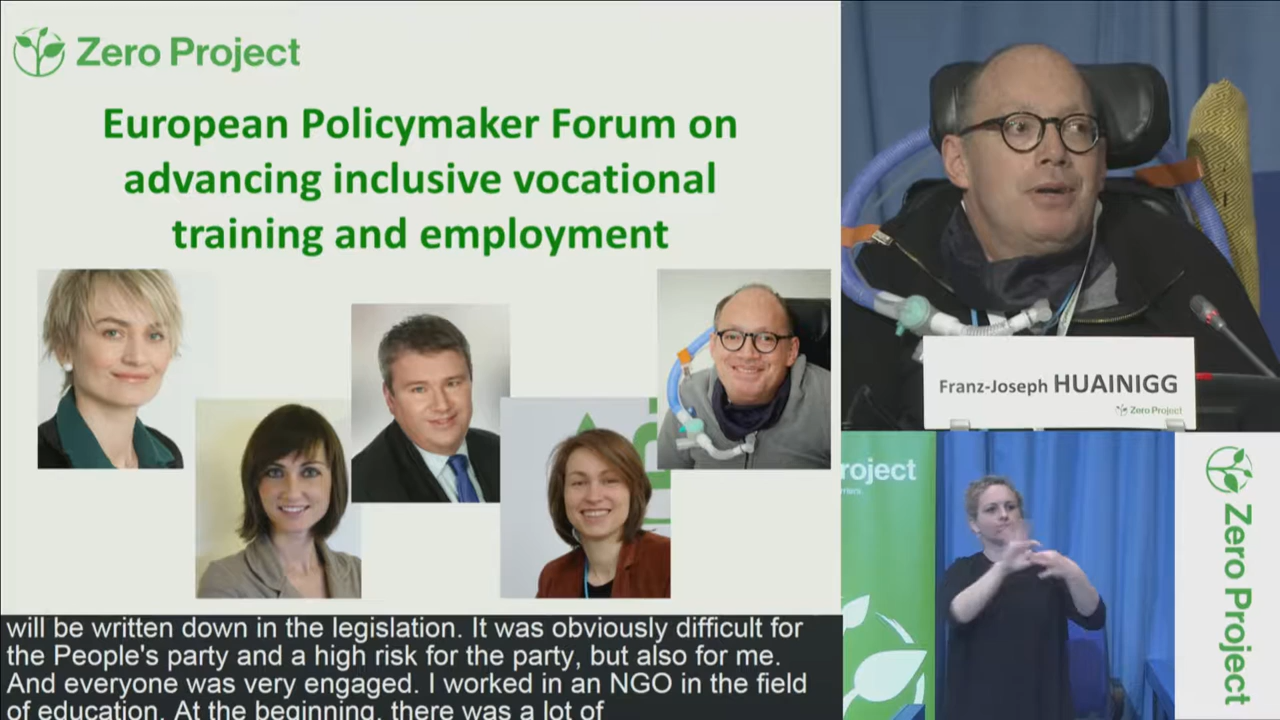 Zero Project
European Policymaker Forum on
advancing inclusive vocational
training and employment
will be written down in the legislation. It was obviously difficult for
the People's party and a high risk for the party, but also for me.
And everyone was very engaged. I worked in an NGO in the field
of education. At the beginning, there was a lot of
Franz-Joseph HUAINIGG
Zero Project
roject
Zero Project